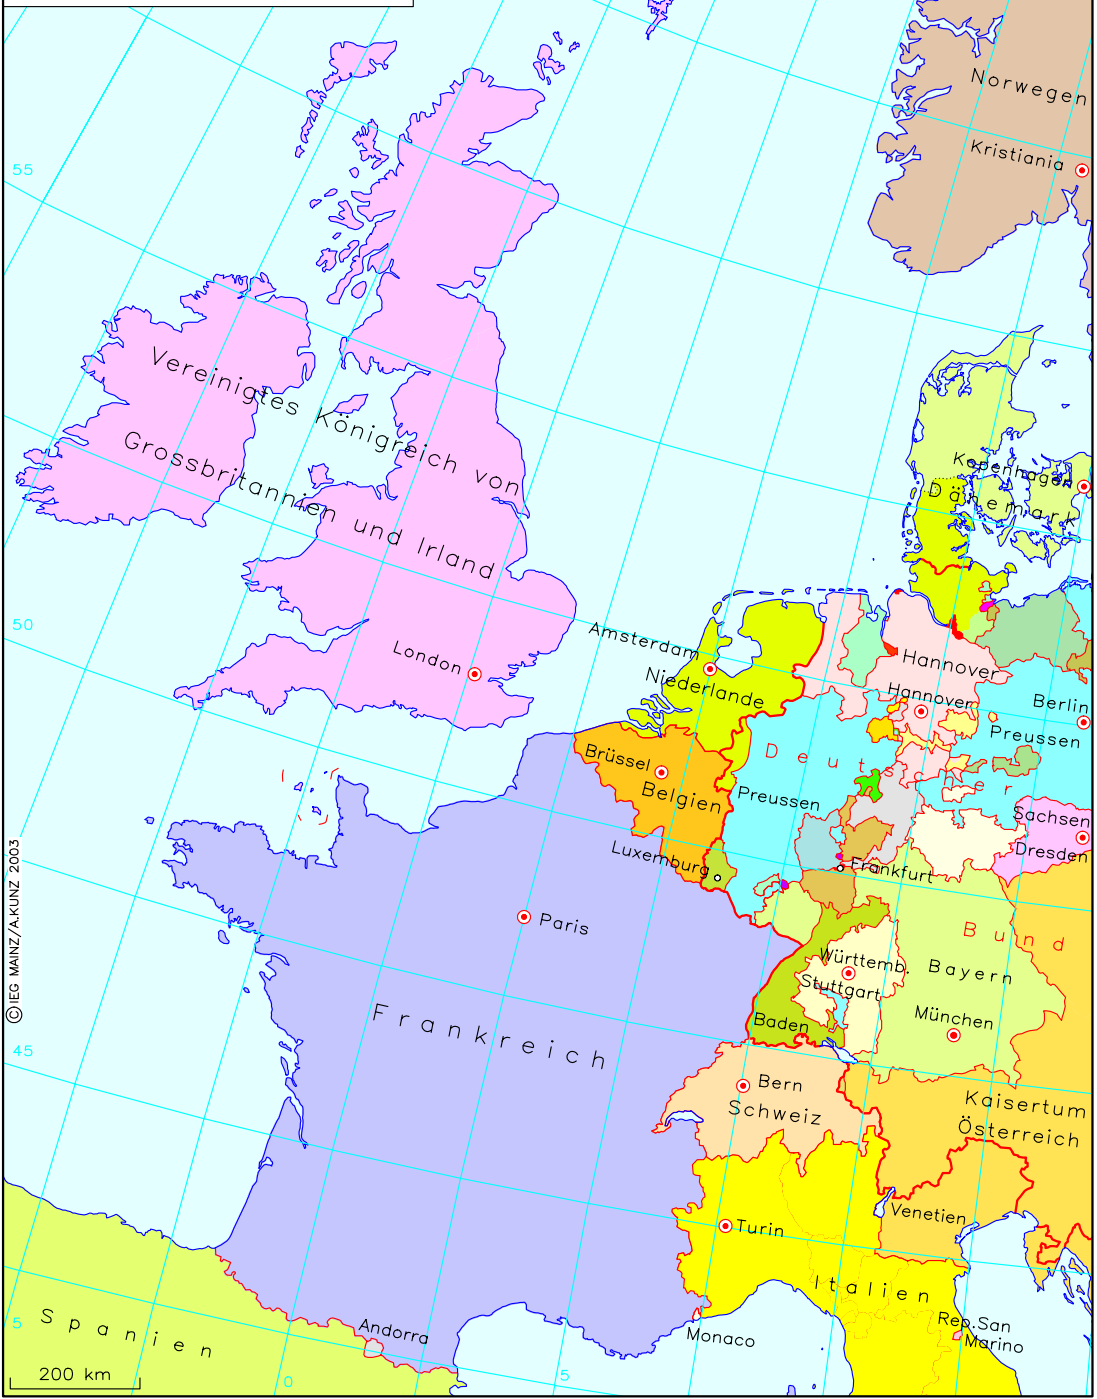 Norwegen
Kristiania
55
Vereinigtes Königreich von
Grossbritannien und Irland
Kopenhagen
Dänemark
50
London
Amsterdam
Niederlande
Hannover
Hannover
Berlin
Preussen
Deutscher
Brüssel
Belgien
Preussen
Sachsen
Dresden
Luxemburg
Frankfurt
©IEG MAINZ/A.KUNZ 2003
Paris
Bund
Württemb.
Stuttgart
Bayern
München
Baden
Frankreich
45
Bern
Schweiz
Kaisertum
Österreich
Venetien
Turin
Italien
Rep.San
Marino
Monaco
Andorra
Spanien
5
200 km
0
5